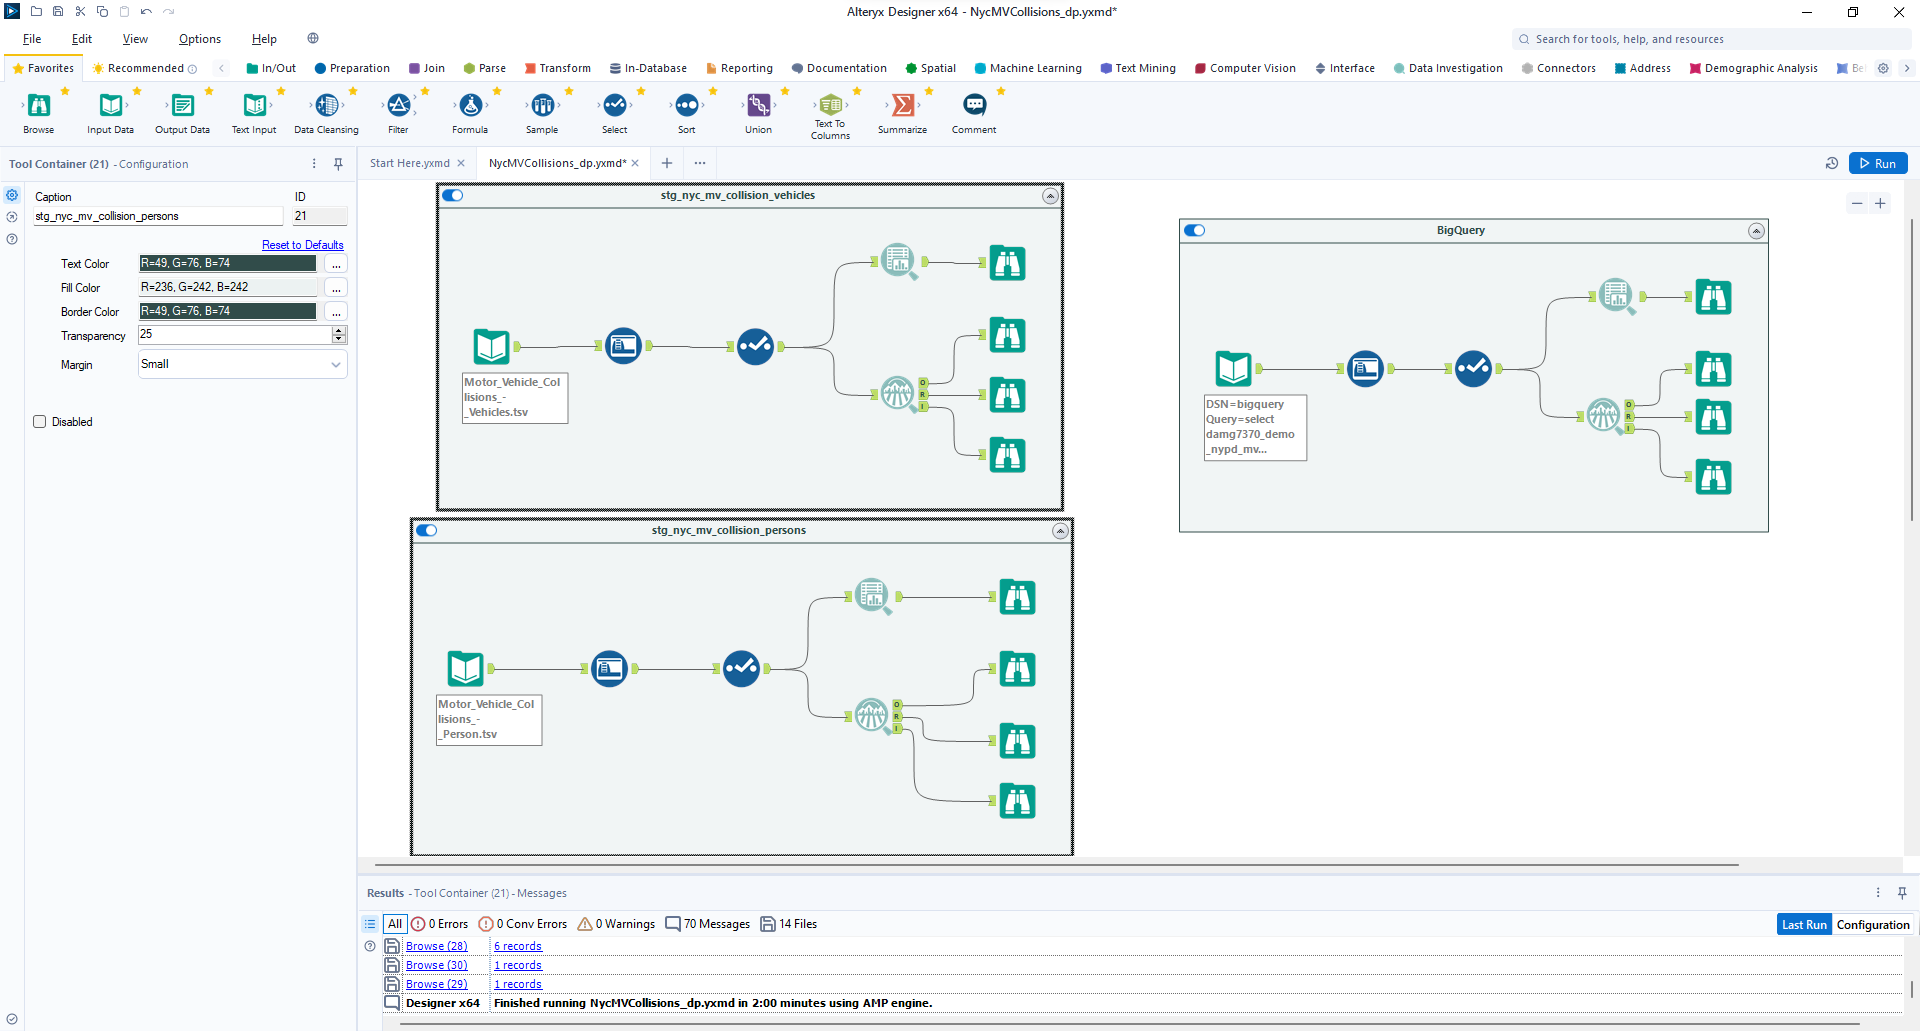 Alteryx Designer x64 - NycMVCollisions_dp.yxmd*
File Edit View Options Help
Search for tools, help, and resources
Favorites Recommended In/Out Preparation Join Parse Transform In-Database Reporting Documentation Spatial Machine Learning Text Mining Computer Vision Interface Data Investigation Connectors Address Demographic Analysis Be
Browse Input Data Output Data Text Input Data Cleansing Filter Formula Sample Select Sort Union Text To Columns Summarize Comment
Tool Container (21) - Configuration
Start Here.yxmd NycMVCollisions_dp.yxmd* ...
Run
Caption ID
stg_nyc_mv_collision_persons 21
Reset to Defaults
Text Color R=49, G=76, B=74 ...
Fill Color R=236, G=242, B=242 ...
Border Color R=49, G=76, B=74 ...
Transparency 25
Margin Small
Disabled
stg_nyc_mv_collision_vehicles
Motor_Vehicle_Col
lisions_-
_Vehicles.tsv
O
R
I
BigQuery
DSN=bigquery
Query=select
damg7370_demo
_nypd_mv...
O
R
I
stg_nyc_mv_collision_persons
Motor_Vehicle_Col
lisions_-
_Person.tsv
O
R
I
Results - Tool Container (21) - Messages
All 0 Errors 0 Conv Errors 0 Warnings 70 Messages 14 Files
Last Run Configuration
Browse (28) 6 records
Browse (30) 1 records
Browse (29) 1 records
Designer x64 Finished running NycMVCollisions_dp.yxmd in 2:00 minutes using AMP engine.